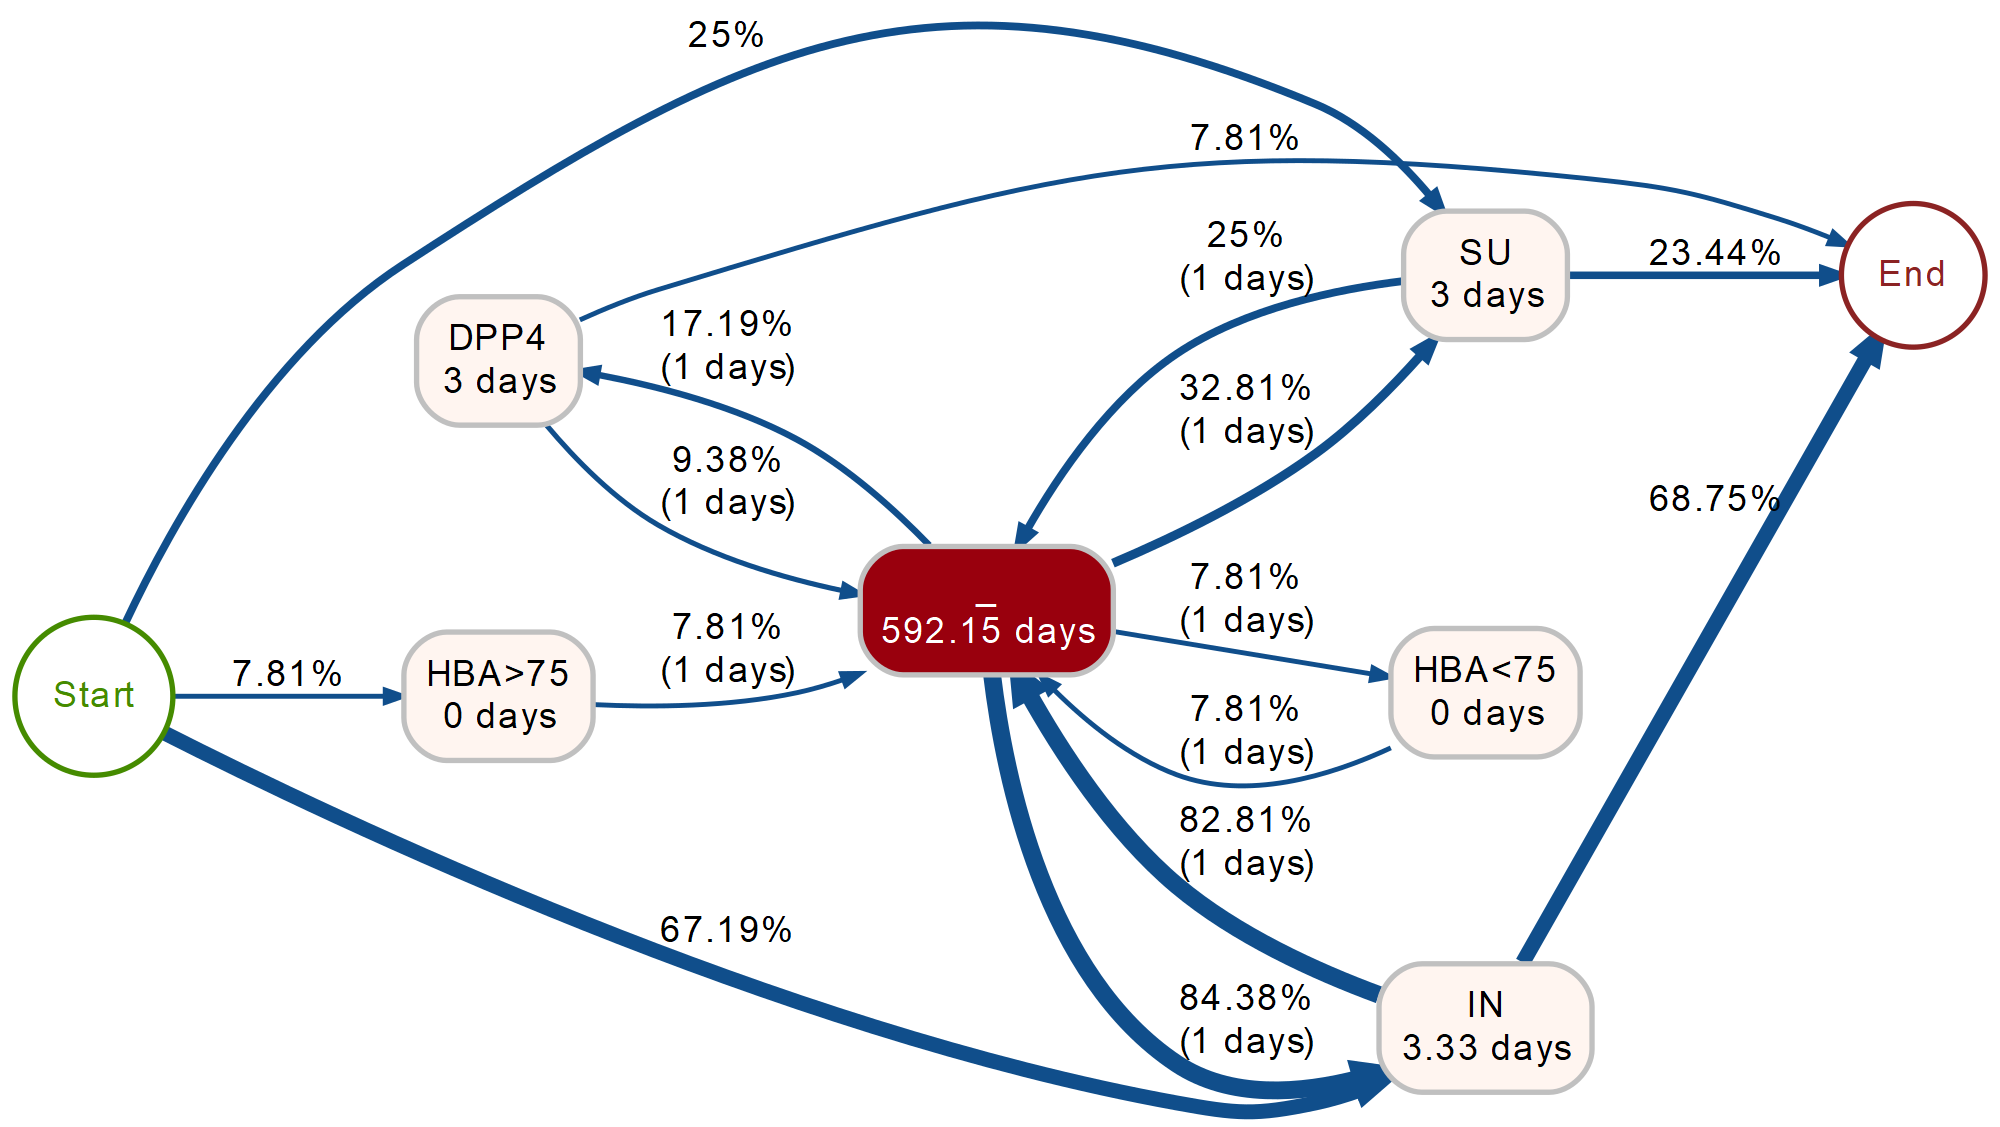 25%
7.81%
25%
(1 days)
SU
3 days
23.44%
End
DPP4
3 days
17.19%
(1 days)
32.81%
(1 days)
9.38%
(1 days)
68.75%
_
592.15 days
7.81%
(1 days)
Start
7.81%
HBA>75
0 days
7.81%
(1 days)
HBA<75
0 days
7.81%
(1 days)
82.81%
(1 days)
67.19%
84.38%
(1 days)
IN
3.33 days